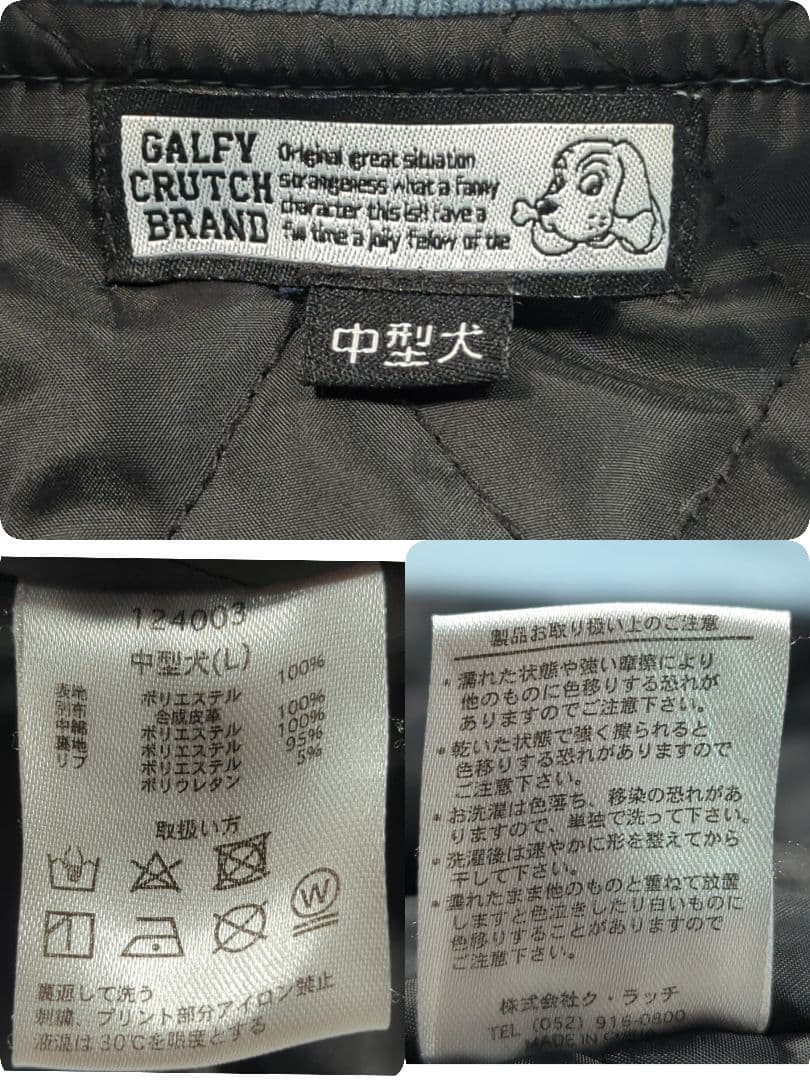 GALFY
CRUTCH
BRAND
Original great situation
strangeness what a fanny
character this is!! Fave a
fun time a jolly fellow of the
中型犬
124003
中型犬(L)
表地 ポリエステル 100%
別布 合成皮革 100%
中綿 ポリエステル 100%
裏地 ポリエステル
リブ ポリエステル 95%
ポリウレタン 5%
取扱い方
W
裏返して洗う
刺繍、プリント部分アイロン禁止
液温は30℃を限度とする
製品お取り扱い上のご注意
* 濡れた状態や強い摩擦により
他のものに色移りする恐れが
ありますのでご注意下さい。
* 乾いた状態で強く擦られると
色移りする恐れがありますので
ご注意下さい。
* お洗濯は色落ち、移染の恐れがあ
りますので、単独で洗って下さい。
* 洗濯後は速やかに形を整えてから
干して下さい。
* 濡れたまま他のものと重ねて放置
しますと色泣きしたり白いものに
色移りすることがありますので
ご注意下さい。
株式会社ク・ラッチ
TEL (052) 916-0800
MADE IN